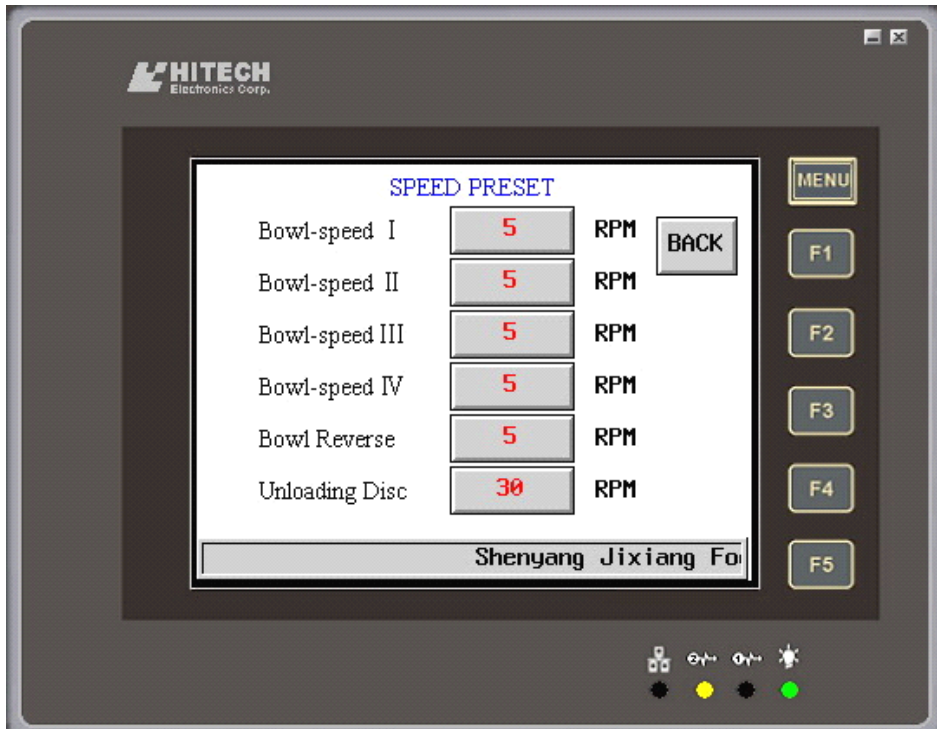 HITECH
Electronics Corp.
SPEED PRESET
Bowl-speed I 5 RPM BACK
Bowl-speed II 5 RPM
Bowl-speed III 5 RPM
Bowl-speed IV 5 RPM
Bowl Reverse 5 RPM
Unloading Disc 30 RPM
Shenyang Jixiang Fo
MENU
F1
F2
F3
F4
F5
2
1